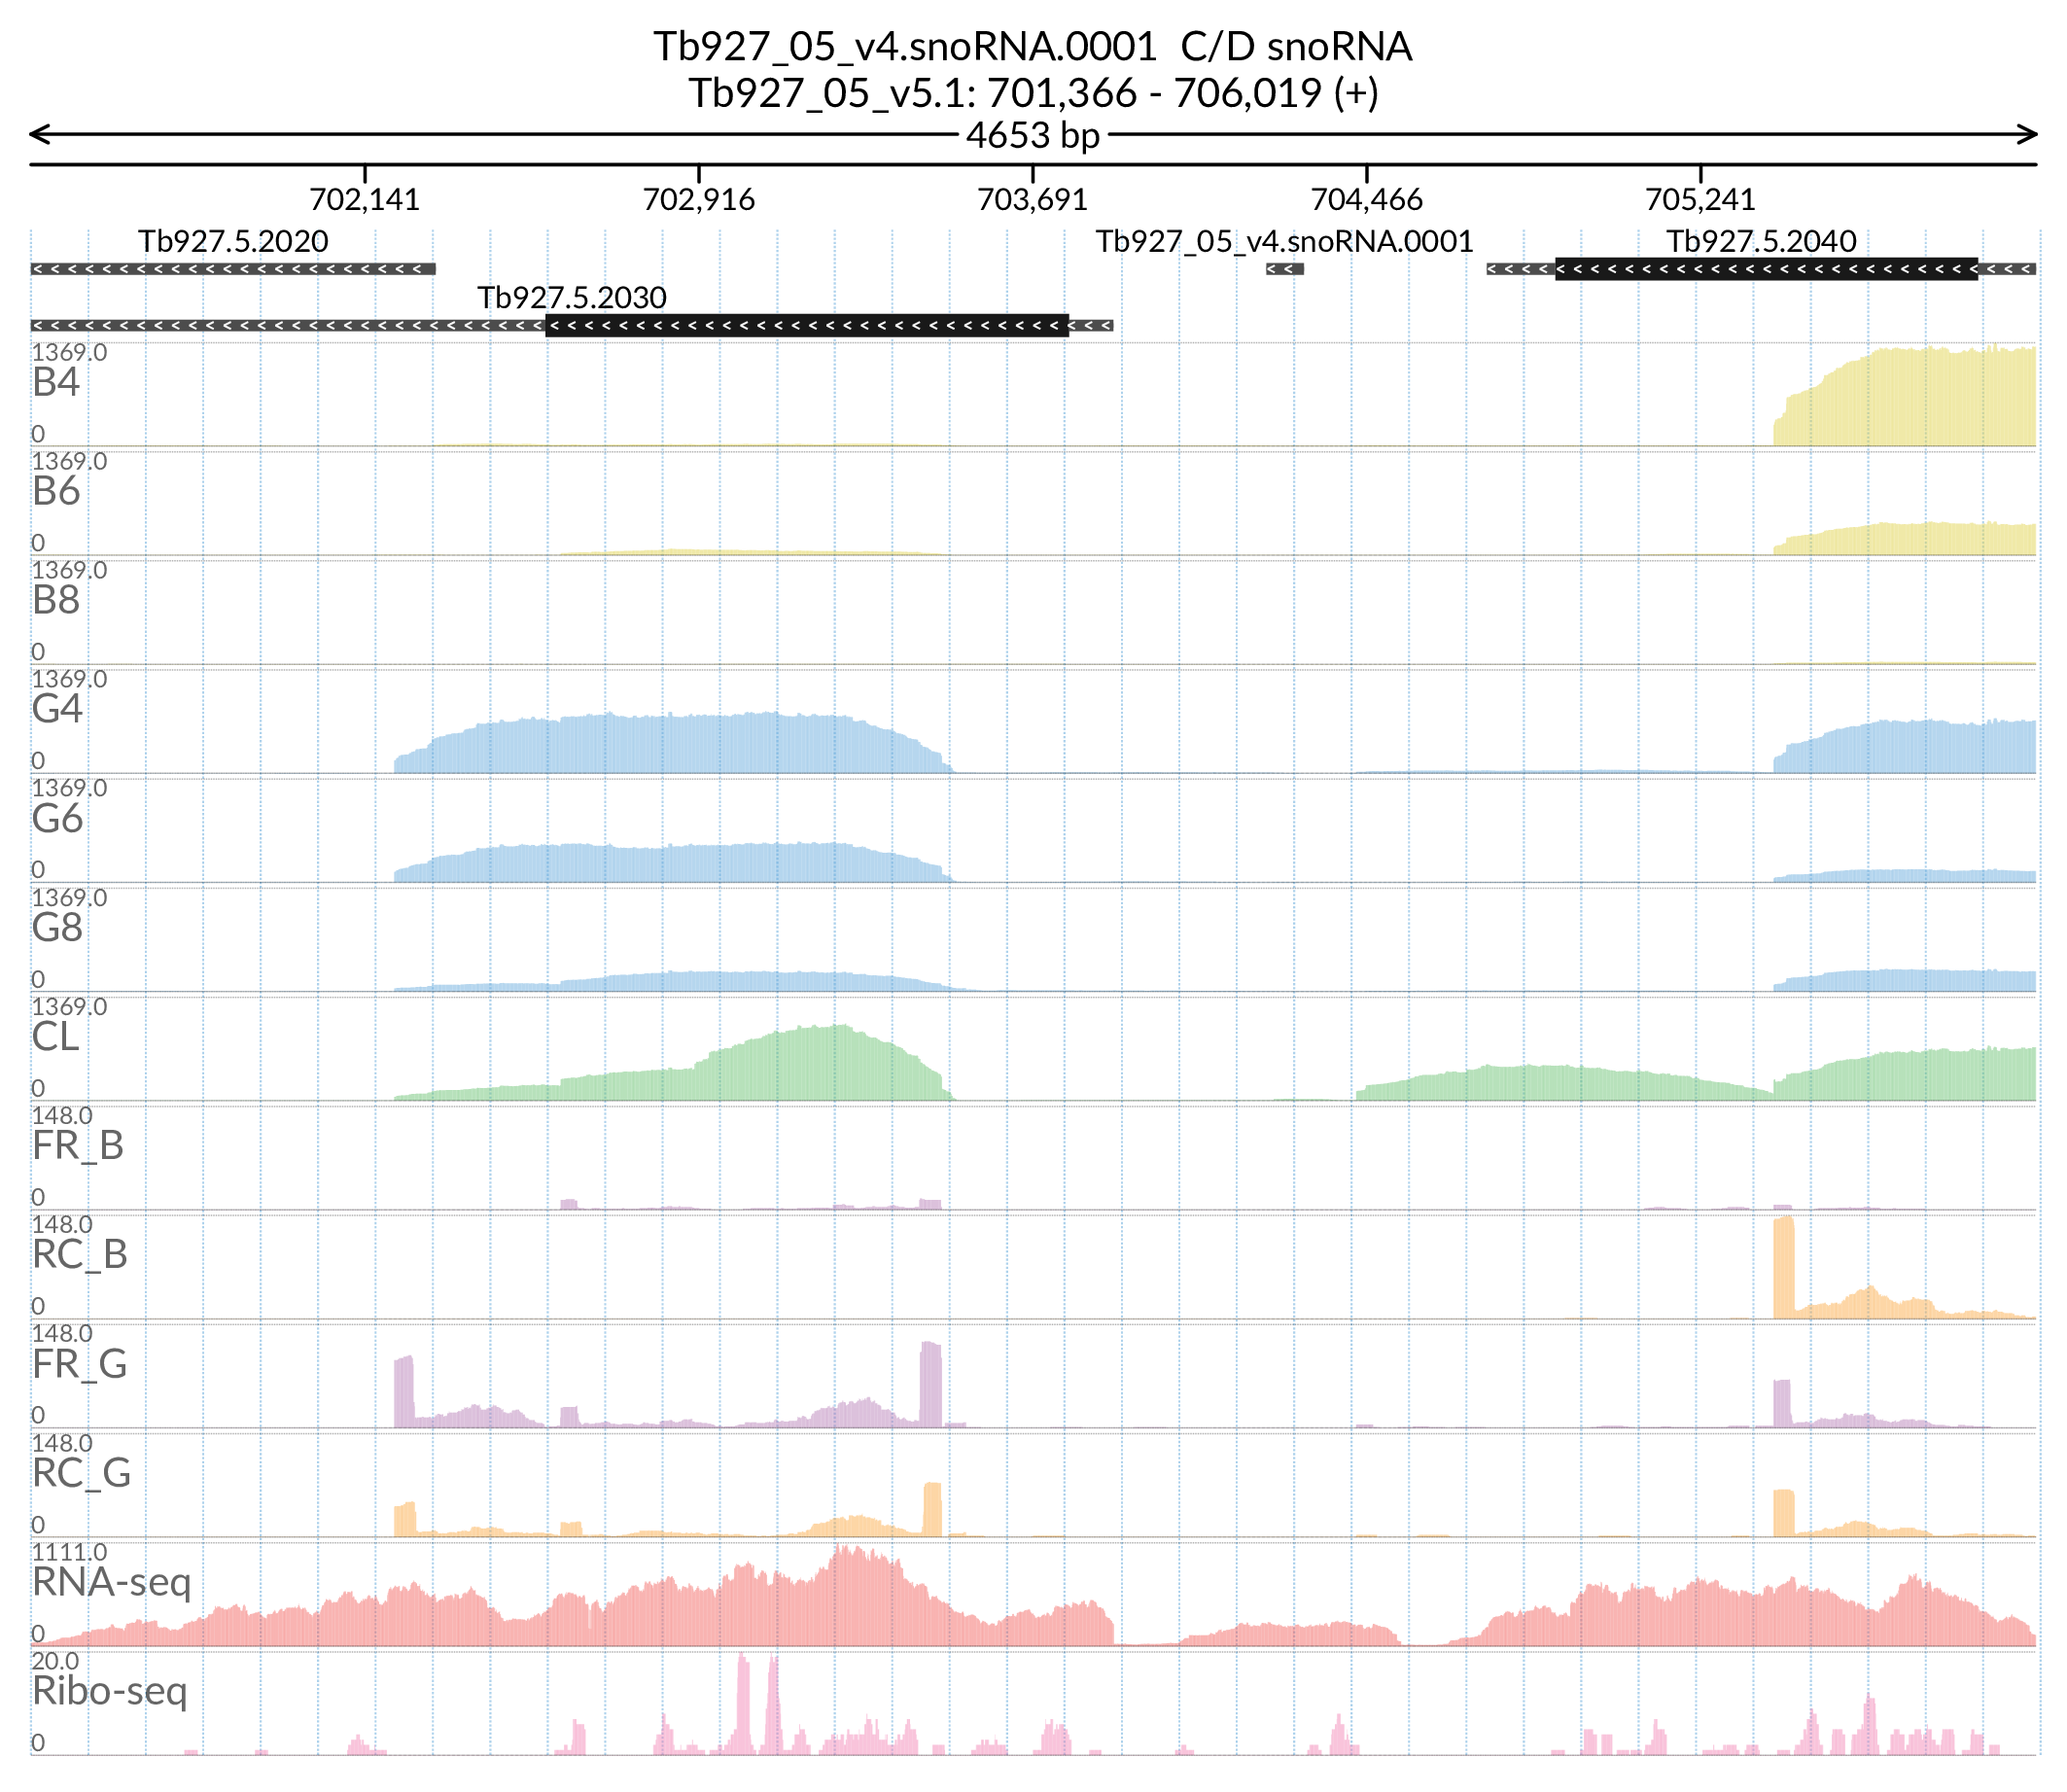 Tb927_05_v4.snoRNA.0001 C/D snoRNA
Tb927_05_v5.1: 701,366 - 706,019 (+)
4653 bp
702,141 702,916 703,691 704,466 705,241
Tb927.5.2020 Tb927_05_v4.snoRNA.0001 Tb927.5.2040
Tb927.5.2030
1369.0
B4
0
1369.0
B6
0
1369.0
B8
0
1369.0
G4
0
1369.0
G6
0
1369.0
G8
0
1369.0
CL
0
148.0
FR_B
0
148.0
RC_B
0
148.0
FR_G
0
148.0
RC_G
0
1111.0
RNA-seq
0
20.0
Ribo-seq
0